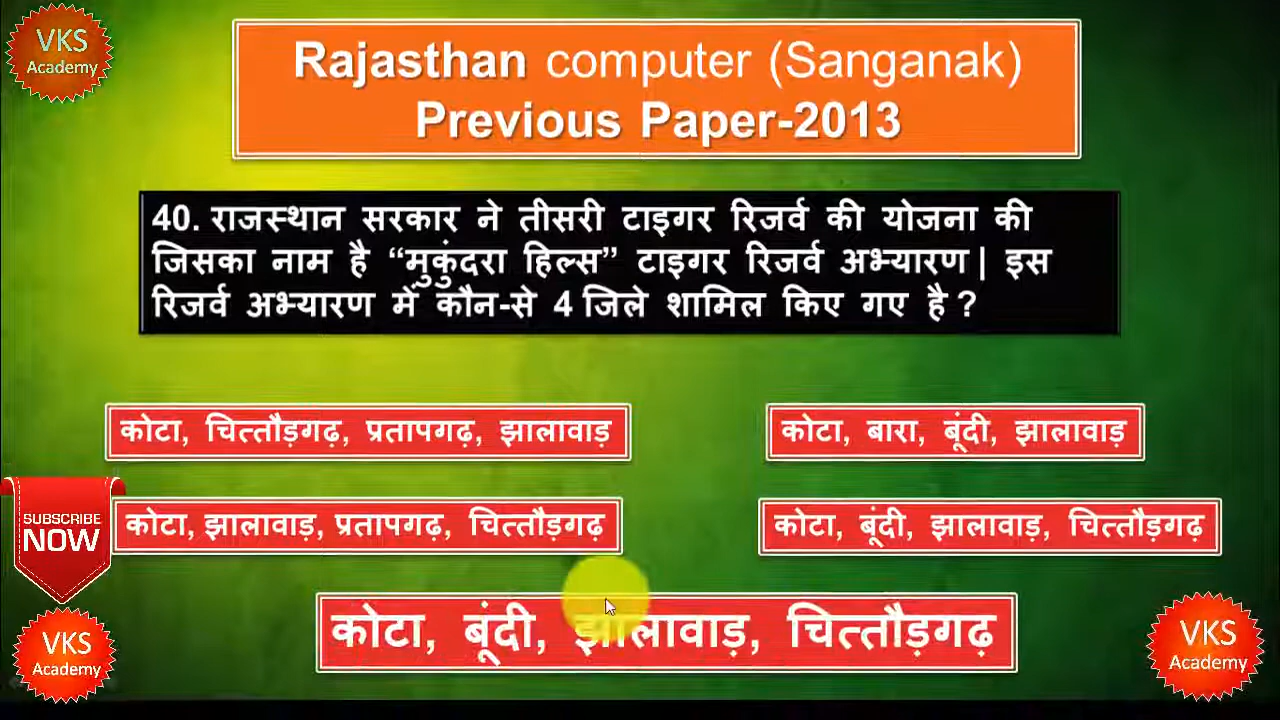 VKS
Academy
Rajasthan computer (Sanganak)
Previous Paper-2013
40. राजस्थान सरकार ने तीसरी टाइगर रिजर्व की योजना की
जिसका नाम है “मुकुंदरा हिल्स” टाइगर रिजर्व अभ्यारण| इस
रिजर्व अभ्यारण में कौन-से 4 जिले शामिल किए गए है ?
कोटा, चित्तौड़गढ़, प्रतापगढ़, झालावाड़
कोटा, बारा, बूंदी, झालावाड़
SUBSCRIBE
NOW
कोटा, झालावाड़, प्रतापगढ़, चित्तौड़गढ़
कोटा, बूंदी, झालावाड़, चित्तौड़गढ़
कोटा, बूंदी, झालावाड़, चित्तौड़गढ़
VKS
Academy
VKS
Academy